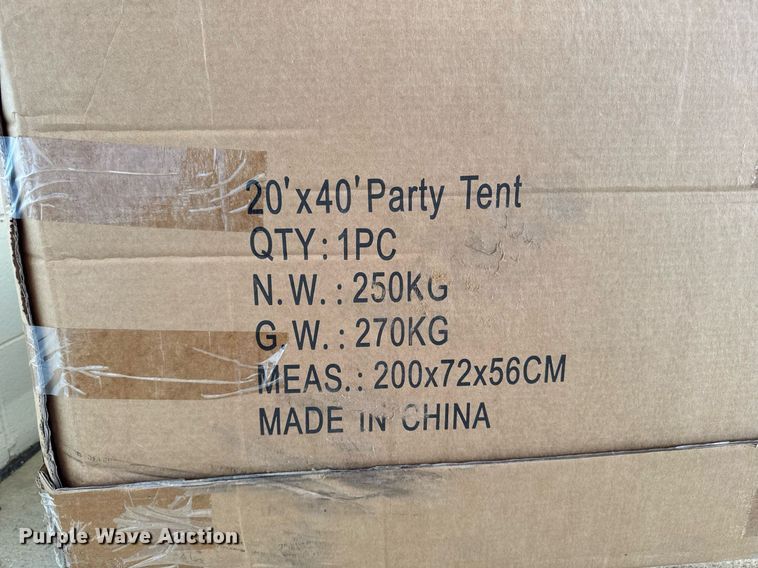 20'x40' Party Tent
QTY: 1PC
N.W.: 250KG
G.W.: 270KG
MEAS.: 200x72x56CM
MADE IN CHINA
Purple Wave Auction